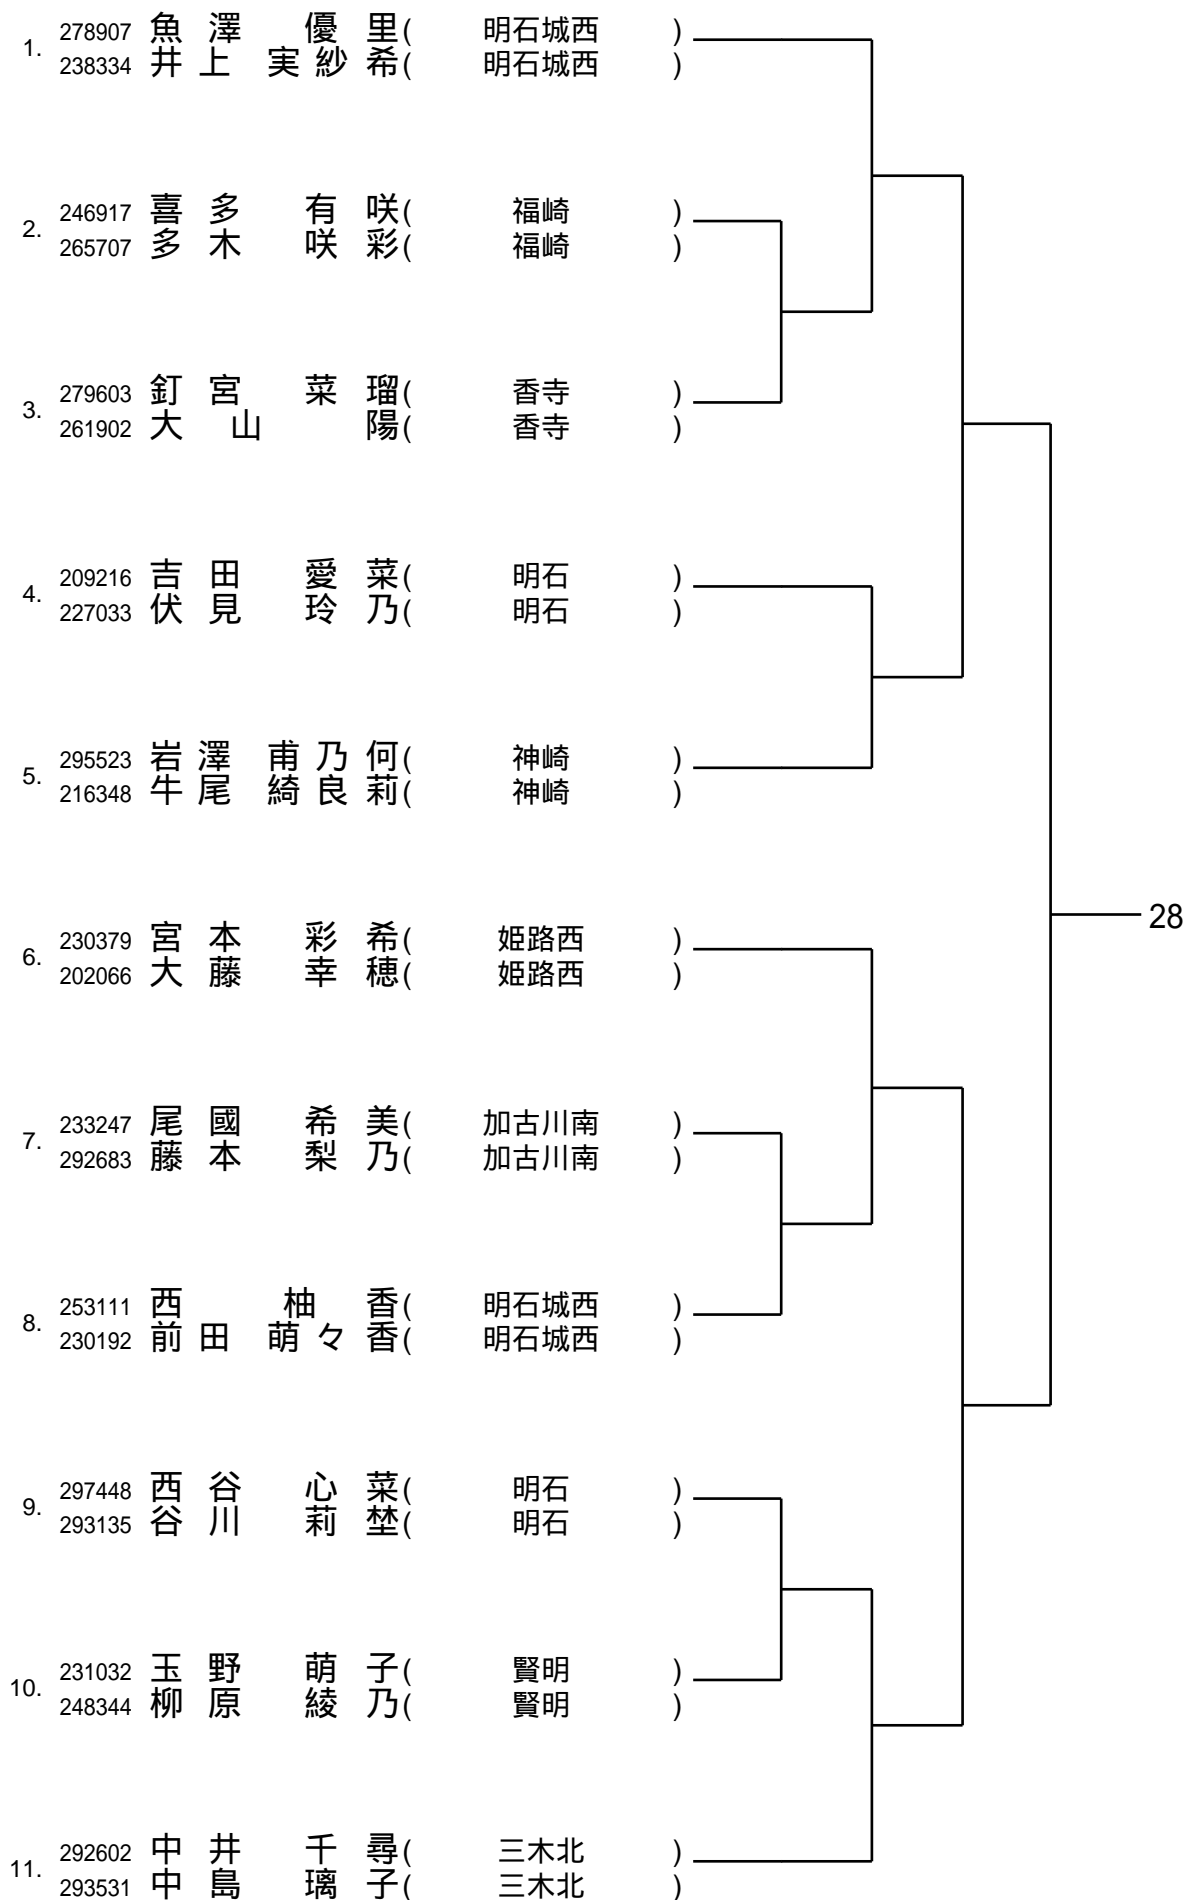 1. 278907 魚澤 優里( 明石城西 )
238334 井上 実紗希( 明石城西 )
2. 246917 喜多 有咲( 福崎 )
265707 多木 咲彩( 福崎 )
3. 279603 釘宮 菜瑠( 香寺 )
261902 大山 陽( 香寺 )
4. 209216 吉田 愛菜( 明石 )
227033 伏見 玲乃( 明石 )
5. 295523 岩澤 甫乃何( 神崎 )
216348 牛尾 綺良莉( 神崎 )
28
6. 230379 宮本 彩希( 姫路西 )
202066 大藤 幸穂( 姫路西 )
7. 233247 尾國 希美( 加古川南 )
292683 藤本 梨乃( 加古川南 )
8. 253111 西 柚香( 明石城西 )
230192 前田 萌々香( 明石城西 )
9. 297448 西谷 心菜( 明石 )
293135 谷川 莉埜( 明石 )
10. 231032 玉野 萌子( 賢明 )
248344 柳原 綾乃( 賢明 )
11. 292602 中井 千尋( 三木北 )
293531 中島 璃子( 三木北 )